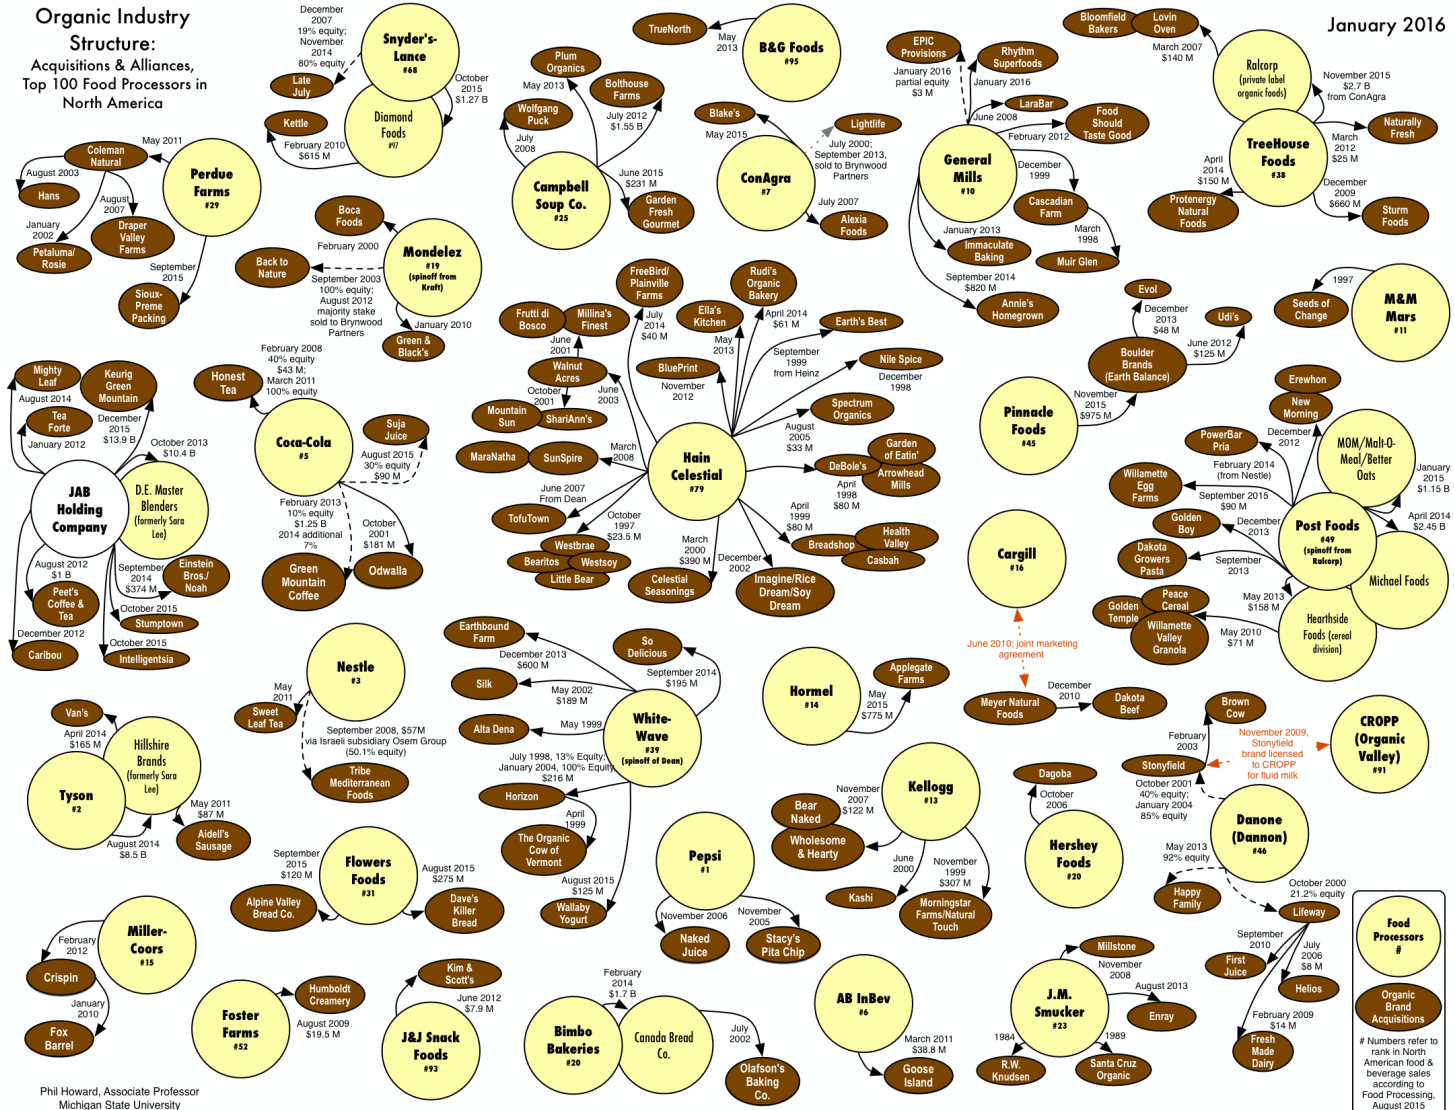 Organic Industry
Structure:
Acquisitions & Alliances,
Top 100 Food Processors in
North America
January 2016
December
2007
19% equity;
November
2014
80% equity
Snyder's-
Lance
#68
Late
July
October
2015
$1.27 B
Diamond
Foods
#97
Kettle
February 2010
$615 M
TrueNorth
May
2013
B&G Foods
#95
Plum
Organics
May 2013
Bolthouse
Farms
July 2012
$1.55 B
Wolfgang
Puck
July
2008
Campbell
Soup Co.
#25
June 2015
$231 M
Garden
Fresh
Gourmet
Blake's
May 2015
Lightlife
July 2000;
September 2013,
sold to Brynwood
Partners
ConAgra
#7
July 2007
Alexia
Foods
EPIC
Provisions
January 2016
partial equity
$3 M
Rhythm
Superfoods
January 2016
LaraBar
June 2008
Food
Should
Taste Good
February 2012
General
Mills
#10
December
1999
Cascadian
Farm
March
1998
Muir Glen
January 2013
Immaculate
Baking
September 2014
$820 M
Annie's
Homegrown
Bloomfield
Bakers
Lovin
Oven
March 2007
$140 M
Ralcorp
(private label
organic foods)
November 2015
$2.7 B
from ConAgra
TreeHouse
Foods
#38
Naturally
Fresh
March
2012
$25 M
April
2014
$150 M
Protenergy
Natural
Foods
December
2009
$660 M
Sturm
Foods
May 2011
Coleman
Natural
August 2003
Hans
Perdue
Farms
#29
August
2007
January
2002
Draper
Valley
Farms
Petaluma/
Rosie
September
2015
Sioux-
Preme
Packing
Boca
Foods
February 2000
Mondelez
#19
(spinoff from
Kraft)
Back to
Nature
September 2003
100% equity;
August 2012
majority stake
sold to Brynwood
Partners
January 2010
Green &
Black's
1997
Seeds of
Change
M&M
Mars
#11
Frutti di
Bosco
Millina's
Finest
June
2001
Walnut
Acres
October
2001
June
2003
Mountain
Sun
ShariAnn's
FreeBird/
Plainville
Farms
July
2014
$40 M
Ella's
Kitchen
May
2013
Rudi's
Organic
Bakery
April 2014
$61 M
Earth's Best
September
1999
from Heinz
BluePrint
November
2012
Nile Spice
December
1998
Spectrum
Organics
August
2005
$33 M
MaraNatha
SunSpire
March
2008
Hain
Celestial
#79
DeBole's
Garden
of Eatin'
Arrowhead
Mills
April
1998
$80 M
June 2007
From Dean
TofuTown
October
1997
$23.5 M
Westbrae
Bearitos
Westsoy
Little Bear
March
2000
$390 M
Celestial
Seasonings
December
2002
Imagine/Rice
Dream/Soy
Dream
April
1999
$80 M
Breadshop
Health
Valley
Casbah
Evol
December
2013
$48 M
Udi's
June 2012
$125 M
Boulder
Brands
(Earth Balance)
November
2015
$975 M
Pinnacle
Foods
#45
Erewhon
New
Morning
December
2012
PowerBar
Pria
February 2014
(from Nestle)
MOM/Malt-O-
Meal/Better
Oats
January
2015
$1.15 B
Willamette
Egg
Farms
September 2015
$90 M
Golden
Boy
December
2013
Post Foods
#49
(spinoff from
Ralcorp)
April 2014
$2.45 B
Dakota
Growers
Pasta
September
2013
Michael Foods
May 2013
$158 M
Hearthside
Foods (cereal
division)
Peace
Cereal
Golden
Temple
Willamette
Valley
Granola
May 2010
$71 M
Mighty
Leaf
August 2014
Keurig
Green
Mountain
December
2015
$13.9 B
Tea
Forte
January 2012
October 2013
$10.4 B
JAB
Holding
Company
D.E. Master
Blenders
(formerly Sara
Lee)
August 2012
$1 B
September
2014
$374 M
Einstein
Bros./
Noah
Peet's
Coffee &
Tea
October 2015
Stumptown
December 2012
Caribou
October 2015
Intelligentsia
February 2008
40% equity
$43 M;
March 2011
100% equity
Honest
Tea
Coca-Cola
#5
Suja
Juice
August 2015
30% equity
$90 M
February 2013
10% equity
$1.25 B
2014 additional
7%
Green
Mountain
Coffee
October
2001
$181 M
Odwalla
Cargill
#16
June 2010; joint marketing
agreement
Meyer Natural
Foods
December
2010
Dakota
Beef
Nestle
#3
May
2011
Sweet
Leaf Tea
September 2008, $57M
via Israeli subsidiary Osem Group
(50.1% equity)
Tribe
Mediterranean
Foods
Earthbound
Farm
December 2013
$600 M
So
Delicious
September 2014
$195 M
Silk
May 2002
$189 M
Alta Dena
May 1999
White-
Wave
#39
(spinoff of Dean)
July 1998, 13% Equity;
January 2004, 100% Equity
$216 M
Horizon
April
1999
The Organic
Cow of
Vermont
August 2015
$125 M
Wallaby
Yogurt
Hormel
#14
Applegate
Farms
May
2015
$775 M
Brown
Cow
February
2003
November 2009,
Stonyfield
brand licensed
to CROPP
for fluid milk
CROPP
(Organic
Valley)
#91
Stonyfield
October 2001
40% equity;
January 2004
85% equity
Danone
(Dannon)
#46
May 2013
92% equity
Happy
Family
October 2000
21.2% equity
Lifeway
September
2010
First
Juice
July
2006
$8 M
Helios
February 2009
$14 M
Fresh
Made
Dairy
Van's
April 2014
$165 M
Hillshire
Brands
(formerly Sara
Lee)
Tyson
#2
May 2011
$87 M
Aidell's
Sausage
August 2014
$8.5 B
September
2015
$120 M
Flowers
Foods
#31
August 2015
$275 M
Alpine Valley
Bread Co.
Dave's
Killer
Bread
Pepsi
#1
November 2006
Naked
Juice
November
2005
Stacy's
Pita Chip
November
2007
$122 M
Bear
Naked
Wholesome
& Hearty
Kellogg
#13
June
2000
Kashi
November
1999
$307 M
Morningstar
Farms/Natural
Touch
Dagoba
October
2006
Hershey
Foods
#20
Miller-
Coors
#15
February
2012
Crispin
January
2010
Fox
Barrel
Foster
Farms
#52
Humboldt
Creamery
August 2009
$19.5 M
Kim &
Scott's
June 2012
$7.9 M
J&J Snack
Foods
#93
February
2014
$1.7 B
Bimbo
Bakeries
#20
Canada Bread
Co.
July
2002
Olafson's
Baking
Co.
AB InBev
#6
March 2011
$38.8 M
Goose
Island
Millstone
November
2008
J.M.
Smucker
#23
August 2013
Enray
1984
R.W.
Knudsen
1989
Santa Cruz
Organic
Food
Processors
#
Organic
Brand
Acquisitions
# Numbers refer to
rank in North
American food &
beverage sales
according to
Food Processing,
August 2015
Phil Howard, Associate Professor
Michigan State University